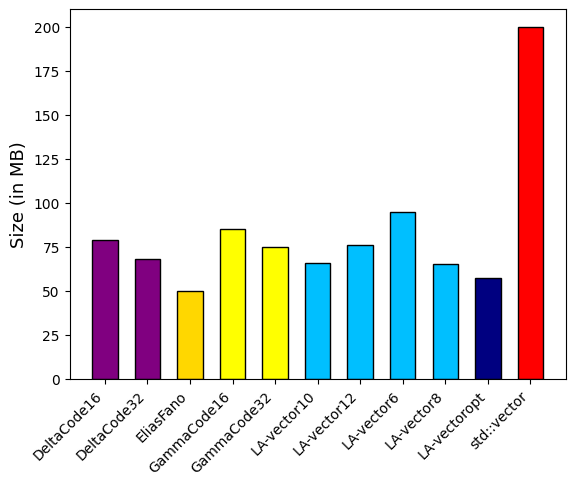 Size (in MB)
200
175
150
125
100
75
50
25
0
DeltaCode16
DeltaCode32
EliasFano
GammaCode16
GammaCode32
LA-vector10
LA-vector12
LA-vector6
LA-vector8
LA-vectoropt
std::vector